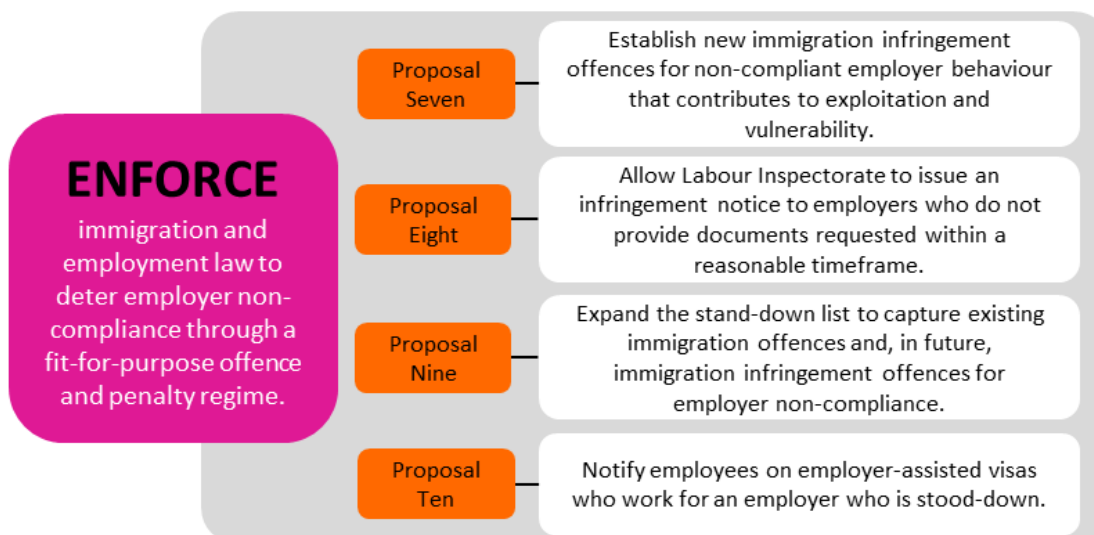 ENFORCE
immigration and
employment law to
deter employer non-
compliance through a
fit-for-purpose offence
and penalty regime.
Proposal
Seven
Establish new immigration infringement
offences for non-compliant employer behaviour
that contributes to exploitation and
vulnerability.
Proposal
Eight
Allow Labour Inspectorate to issue an
infringement notice to employers who do not
provide documents requested within a
reasonable timeframe.
Proposal
Nine
Expand the stand-down list to capture existing
immigration offences and, in future,
immigration infringement offences for
employer non-compliance.
Proposal
Ten
Notify employees on employer-assisted visas
who work for an employer who is stood-down.